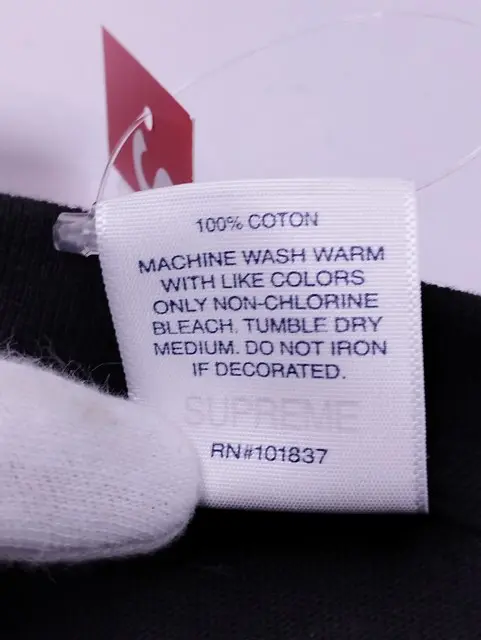 100% COTON
MACHINE WASH WARM
WITH LIKE COLORS
ONLY NON-CHLORINE
BLEACH. TUMBLE DRY
MEDIUM. DO NOT IRON
IF DECORATED.
SUPREME
RN#101837